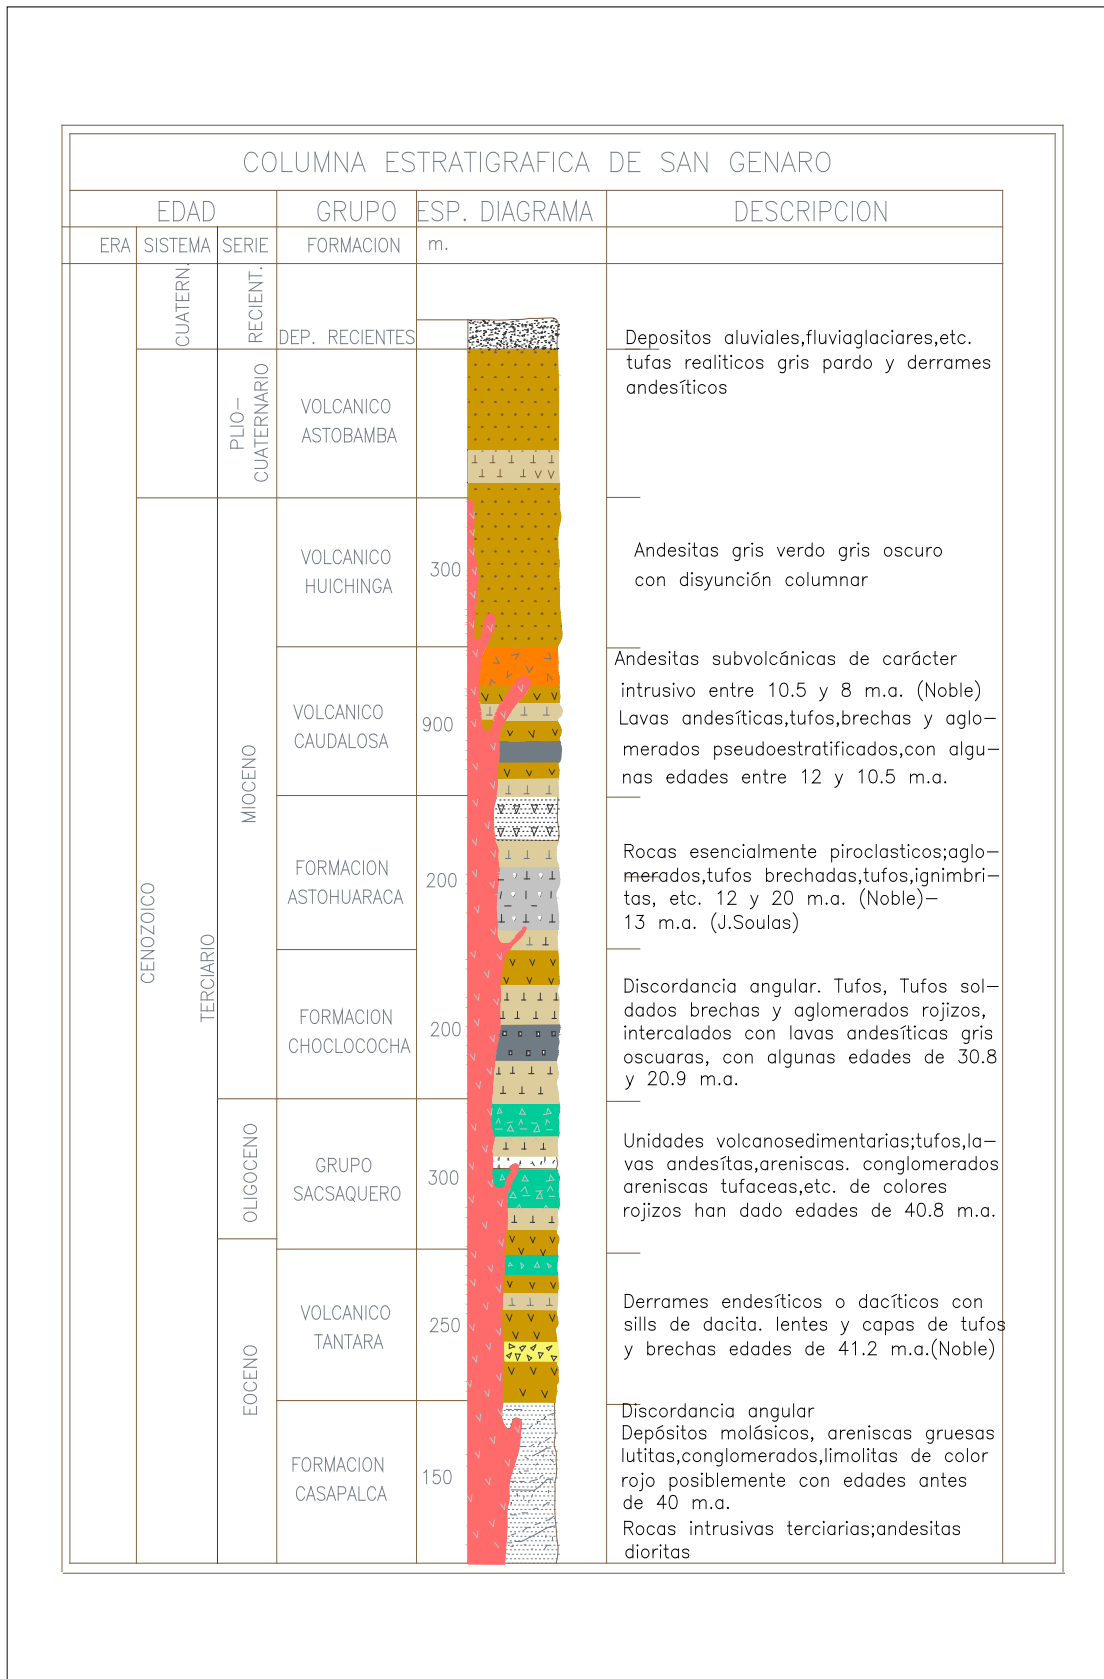 COLUMNA ESTRATIGRAFICA DE SAN GENARO
EDAD GRUPO ESP. DIAGRAMA DESCRIPCION
ERA SISTEMA SERIE FORMACION m.
CUATERN.
RECIENT.
DEP. RECIENTES
Depositos aluviales,fluviaglaciares,etc.
tufas realiticos gris pardo y derrames
andesíticos
PLIO-
CUATERNARIO
VOLCANICO
ASTOBAMBA
CENOZOICO
TERCIARIO
MIOCENO
VOLCANICO
HUICHINGA
300
Andesitas gris verdo gris oscuro
con disyunción columnar
VOLCANICO
CAUDALOSA
900
Andesitas subvolcánicas de carácter
intrusivo entre 10.5 y 8 m.a. (Noble)
Lavas andesíticas,tufos,brechas y aglo-
merados pseudoestratificados,con algu-
nas edades entre 12 y 10.5 m.a.
FORMACION
ASTOHUARACA
200
Rocas esencialmente piroclasticos;aglo-
merados,tufos brechadas,tufos,ignimbri-
tas, etc. 12 y 20 m.a. (Noble)-
13 m.a. (J.Soulas)
FORMACION
CHOCLOCOCHA
200
Discordancia angular. Tufos, Tufos sol-
dados brechas y aglomerados rojizos,
intercalados con lavas andesíticas gris
oscuaras, con algunas edades de 30.8
y 20.9 m.a.
OLIGOCENO
GRUPO
SACSAQUERO
300
Unidades volcanosedimentarias;tufos,la-
vas andesítas,areniscas. conglomerados
areniscas tufaceas,etc. de colores
rojizos han dado edades de 40.8 m.a.
EOCENO
VOLCANICO
TANTARA
250
Derrames endesíticos o dacíticos con
sills de dacita. lentes y capas de tufos
y brechas edades de 41.2 m.a.(Noble)
FORMACION
CASAPALCA
150
Discordancia angular
Depósitos molásicos, areniscas gruesas
lutitas,conglomerados,limolitas de color
rojo posiblemente con edades antes
de 40 m.a.
Rocas intrusivas terciarias;andesitas
dioritas